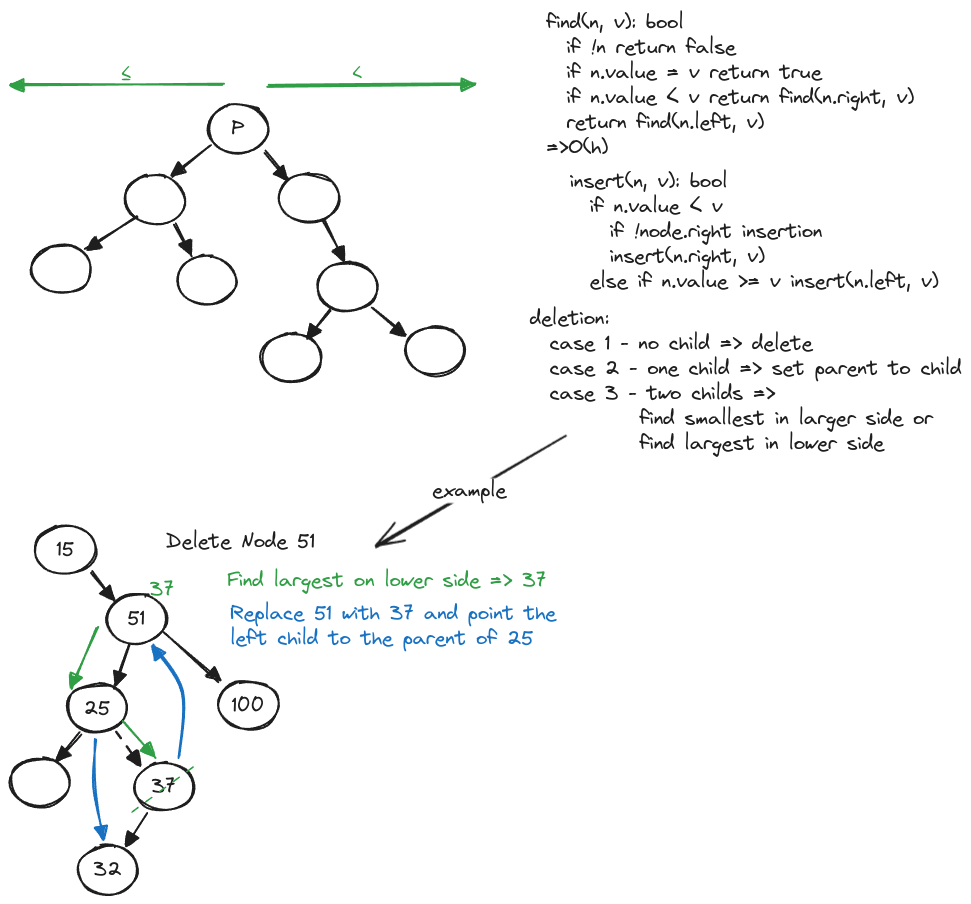 find(n, v): bool
if !n return false
if n.value = v return true
if n.value < v return find(n.right, v)
return find(n.left, v)
=>O(h)
≤
<
P
insert(n, v): bool
if n.value < v
if !node.right insertion
insert(n.right, v)
else if n.value >= v insert(n.left, v)
deletion:
case 1 - no child => delete
case 2 - one child => set parent to child
case 3 - two childs =>
find smallest in larger side or
find largest in lower side
example
Delete Node 51
Find largest on lower side => 37
Replace 51 with 37 and point the
left child to the parent of 25
15
37
51
25
100
37
32